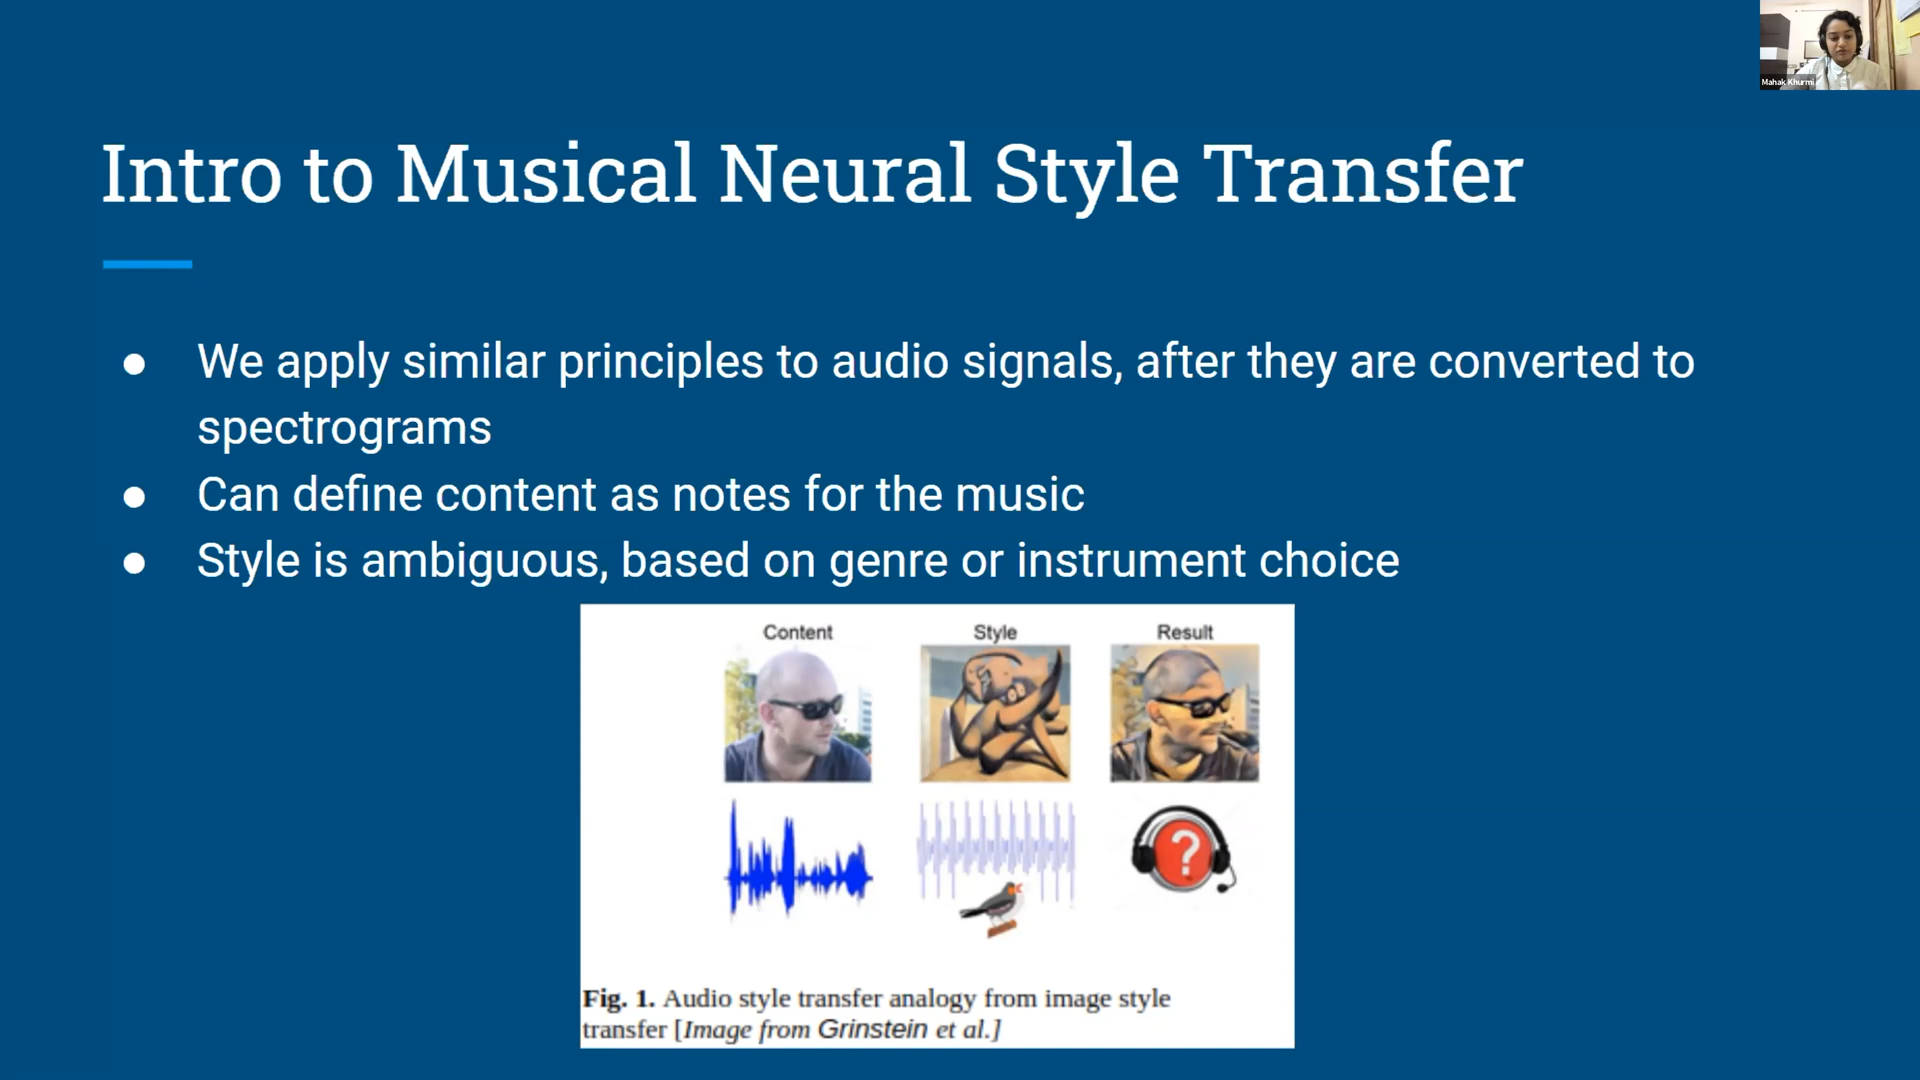 Mahak Khurmi
Intro to Musical Neural Style Transfer
● We apply similar principles to audio signals, after they are converted to
spectrograms
● Can define content as notes for the music
● Style is ambiguous, based on genre or instrument choice
Content Style Result
?
Fig. 1. Audio style transfer analogy from image style
transfer [Image from Grinstein et al.]